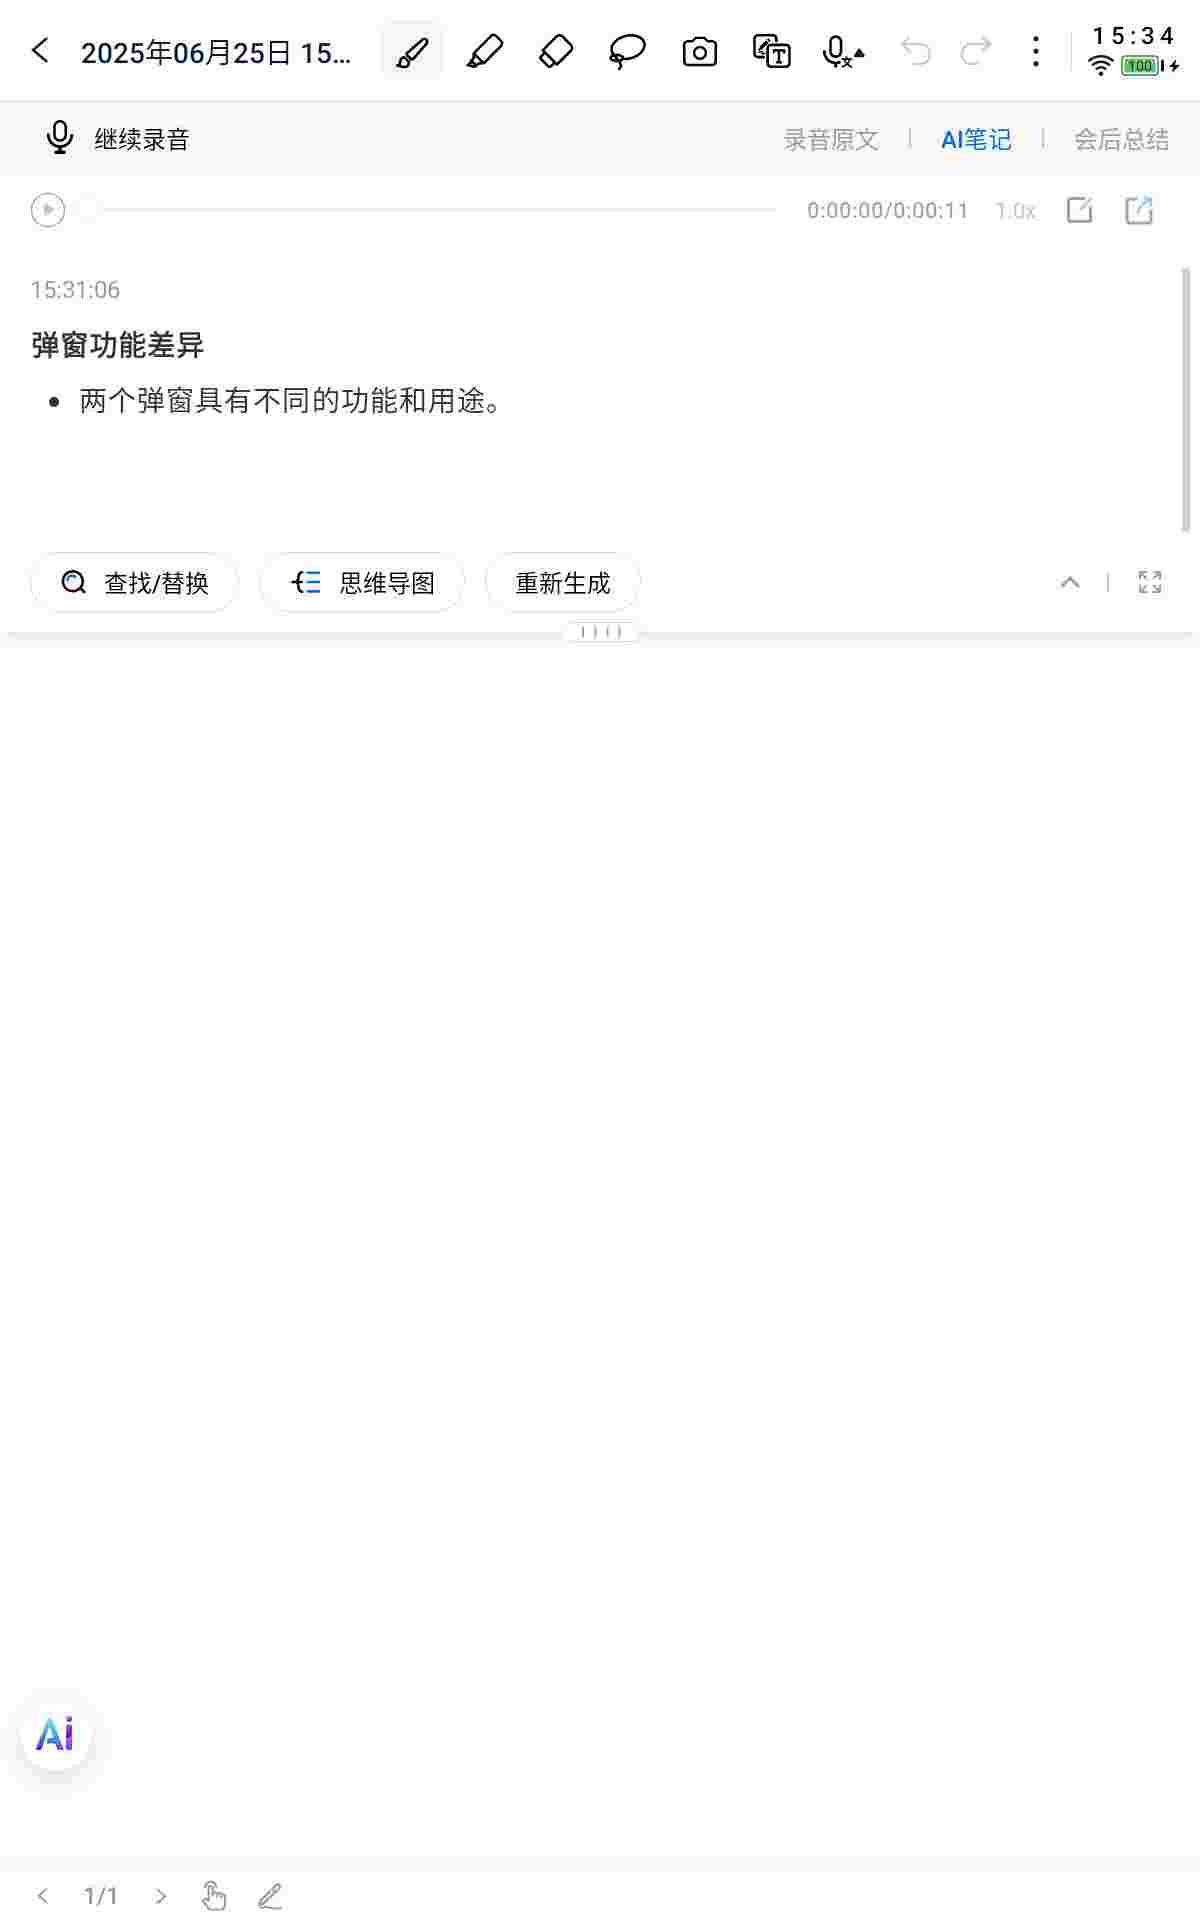 2025年06月25日 15...
15:34
100
继续录音
录音原文
AI笔记
会后总结
0:00:00/0:00:11
1.0x
15:31:06
弹窗功能差异
• 两个弹窗具有不同的功能和用途。
查找/替换
思维导图
重新生成
Ai
1/1